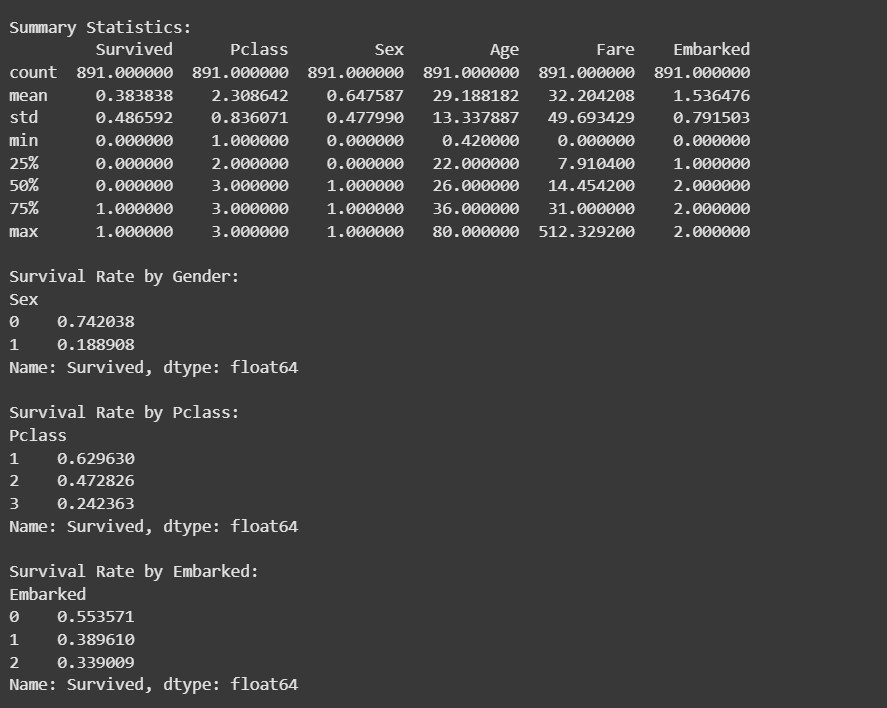 Summary Statistics:
         Survived      Pclass         Sex         Age        Fare    Embarked
count  891.000000  891.000000  891.000000  891.000000  891.000000  891.000000
mean     0.383838    2.308642    0.647587   29.188182   32.204208    1.536476
std      0.486592    0.836071    0.477990   13.337887   49.693429    0.791503
min      0.000000    1.000000    0.000000    0.420000    0.000000    0.000000
25%      0.000000    2.000000    0.000000   22.000000    7.910400    1.000000
50%      0.000000    3.000000    1.000000   26.000000   14.454200    2.000000
75%      1.000000    3.000000    1.000000   36.000000   31.000000    2.000000
max      1.000000    3.000000    1.000000   80.000000  512.329200    2.000000
Survival Rate by Gender:
Sex
0    0.742038
1    0.188908
Name: Survived, dtype: float64
Survival Rate by Pclass:
Pclass
1    0.629630
2    0.472826
3    0.242363
Name: Survived, dtype: float64
Survival Rate by Embarked:
Embarked
0    0.553571
1    0.389610
2    0.339009
Name: Survived, dtype: float64